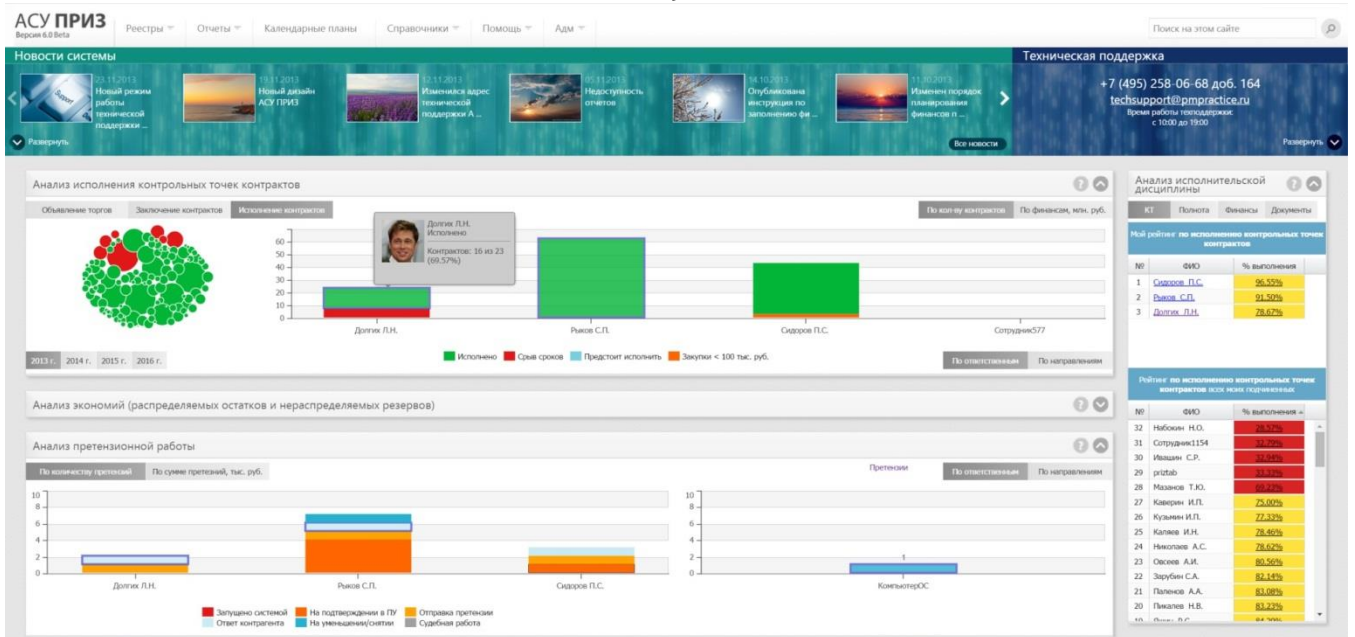 АСУ ПРИЗ
Версия 6.0 Beta
Реестры
Отчеты
Календарные планы
Справочники
Помощь
Адм
Поиск на этом сайте
Новости системы
23.11.2013
Новый режим
работы
технической
поддержки ...
19.11.2013
Новый дизайн
АСУ ПРИЗ
12.11.2013
Изменился адрес
технической
поддержки А ...
05.11.2013
Недоступность
отчетов
14.10.2013
Опубликована
инструкция по
заполнению фи ...
11.10.2013
Изменен порядок
планирования
финансов п ...
Развернуть
Все новости
Техническая поддержка
+7 (495) 258-06-68 доб. 164
techsupport@pmpractice.ru
Время работы техподдержки:
с 10:00 до 19:00
Развернуть
Анализ исполнения контрольных точек контрактов
Объявление торгов
Заключение контрактов
Исполнение контрактов
По кол-ву контрактов
По финансам, млн. руб.
Долгих Л.Н.
Исполнено
Контрактов: 16 из 23
(69.57%)
60
50
40
30
20
10
0
Долгих Л.Н.
Рыков С.П.
Сидоров П.С.
Сотрудник577
2013 г.
2014 г.
2015 г.
2016 г.
Исполнено
Срыв сроков
Предстоит исполнить
Закупки < 100 тыс. руб.
По ответственным
По направлениям
Анализ экономий (распределяемых остатков и нераспределяемых резервов)
Анализ претензионной работы
По количеству претензий
По сумме претензий, тыс. руб.
Претензии
По ответственным
По направлениям
10
8
6
4
2
0
Долгих Л.Н.
Рыков С.П.
Сидоров П.С.
10
8
6
4
2
0
1
КомпьютерОС
Запущено системой
На подтверждении в ПУ
Отправка претензии
Ответ контрагента
На уменьшении/снятии
Судебная работа
Анализ исполнительской
дисциплины
КТ
Полнота
Финансы
Документы
Мой рейтинг по исполнению контрольных точек
контрактов
№ ФИО % выполнения
1 Сидоров П.С. 96.55%
2 Рыков С.П. 91.50%
3 Долгих Л.Н. 78.67%
Рейтинг по исполнению контрольных точек
контрактов всех моих подчиненных
№ ФИО % выполнения
32 Набокин Н.О. 28.57%
31 Сотрудник1154 32.79%
30 Ивашин С.Р. 32.94%
29 priztab 33.33%
28 Мазанов Т.Ю. 69.23%
27 Каверин И.П. 75.00%
26 Кузьмин И.П. 77.33%
25 Каляев И.Н. 78.46%
24 Николаев А.С. 78.62%
23 Овсеев А.И. 80.56%
22 Зарубин С.А. 82.14%
21 Паленов А.А. 83.08%
20 Пикалев Н.В. 83.23%